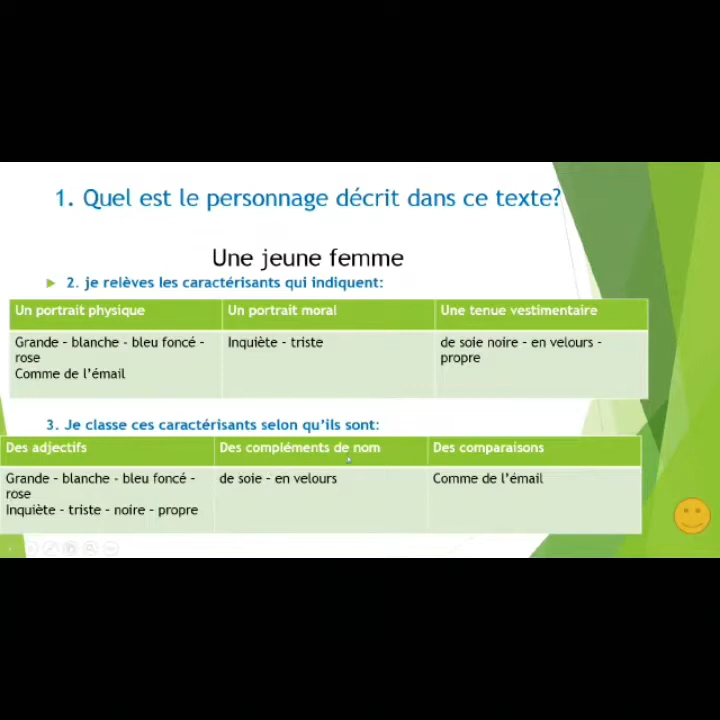 1. Quel est le personnage décrit dans ce texte?
Une jeune femme
2. je relèves les caractérisants qui indiquent:
Un portrait physique
Un portrait moral
Une tenue vestimentaire
Grande - blanche - bleu foncé -
rose
Comme de l'émail
Inquiète - triste
de soie noire - en velours -
propre
3. Je classe ces caractérisants selon qu'ils sont:
Des adjectifs
Des compléments de nom
Des comparaisons
Grande - blanche - bleu foncé -
rose
Inquiète - triste - noire - propre
de soie - en velours
Comme de l'émail